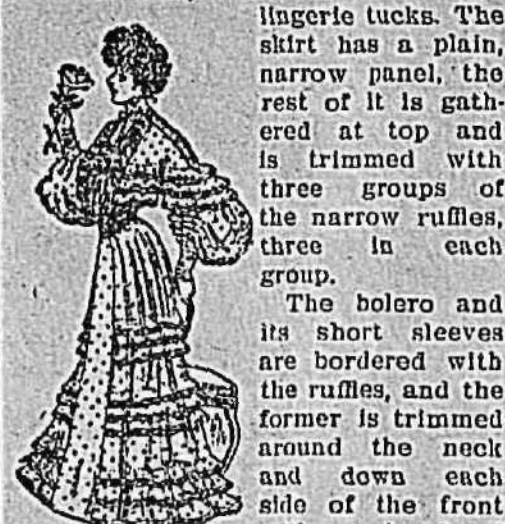 lingerie tucks. The
skirt has a plain,
narrow panel, the
rest of it is gath-
ered at top and
is trimmed with
three groups of
the narrow ruffles,
three in each
group.
The bolero and
its short sleeves
are bordered with
the ruffles, and the
former is trimmed
around the neck
and down each
side of the front